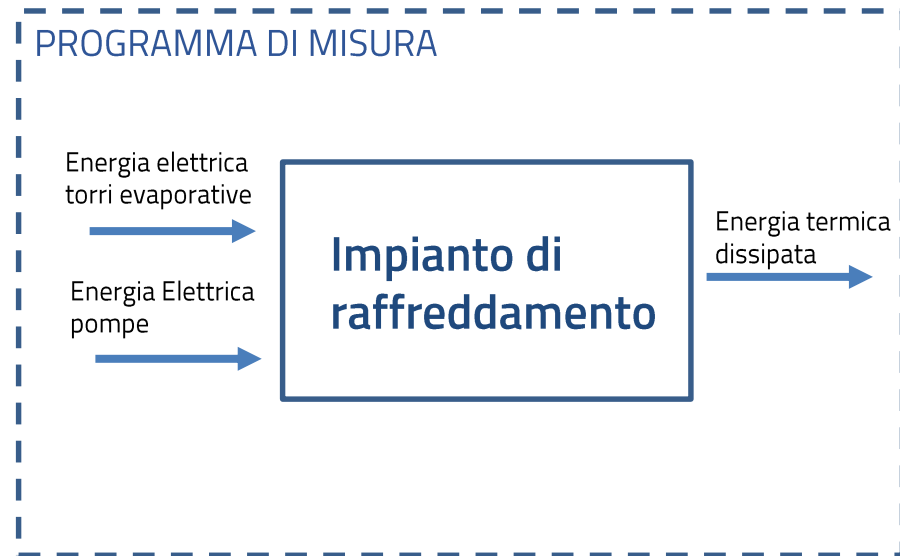 PROGRAMMA DI MISURA
Energia elettrica
torri evaporative
Energia Elettrica
pompe
Impianto di
raffreddamento
Energia termica
dissipata